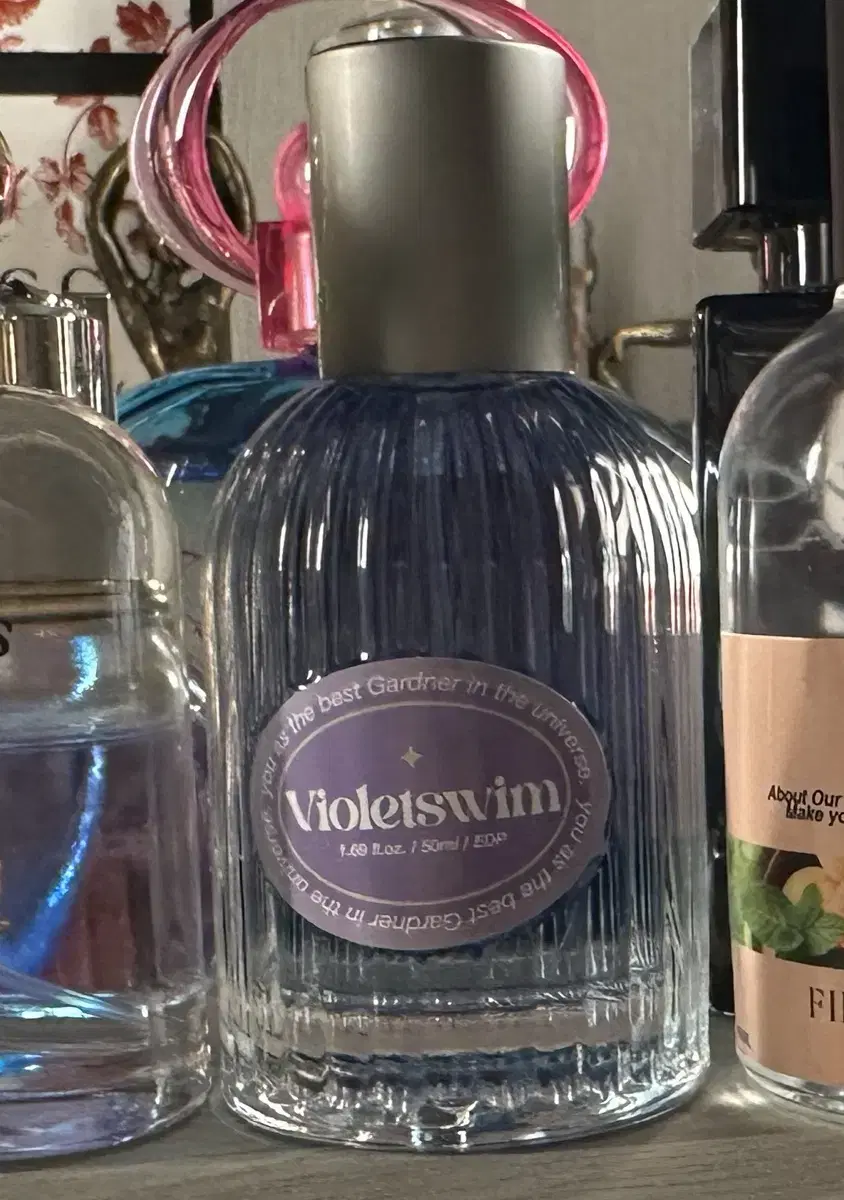 you as the best Gardner in the universe.
you as the best Gardner in the universe.
Violetswim
1.69 fl.oz. / 50ml / EDP
S
About Our
Make yo
FI